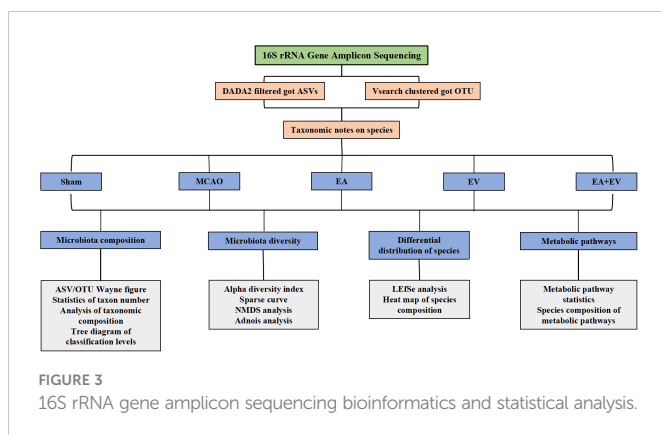 16S rRNA Gene Amplicon Sequencing
DADA2 filtered got ASVs
Vsearch clustered got OTU
Taxonomic notes on species
Sham
MCAO
EA
EV
EA+EV
Microbiota composition
Microbiota diversity
Differential
distribution of species
Metabolic pathways
ASV/OTU Wayne figure
Statistics of taxon number
Analysis of taxonomic
composition
Tree diagram of
classification levels
Alpha diversity index
Sparse curve
NMDS analysis
Adnois analysis
LEfSe analysis
Heat map of species
composition
Metabolic pathway
statistics
Species composition of
metabolic pathways
FIGURE 3
16S rRNA gene amplicon sequencing bioinformatics and statistical analysis.